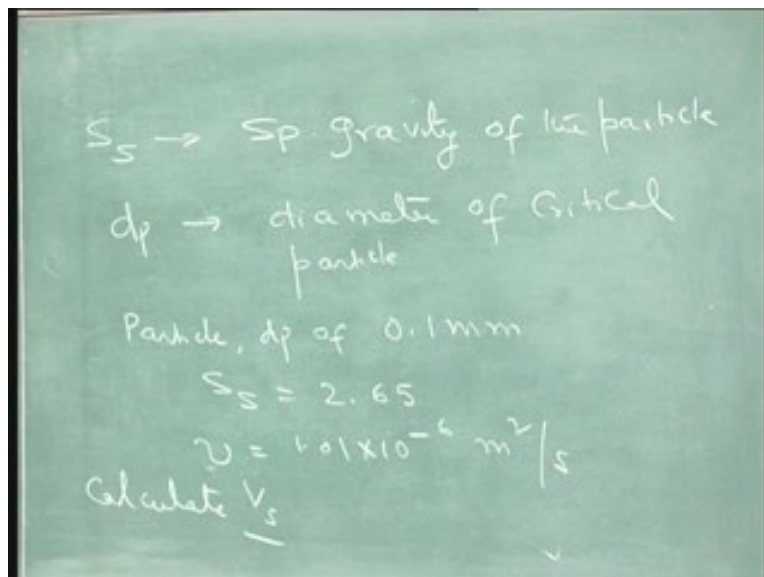 Ss → Sp. gravity of the particle
dp → diameter of Critical
particle
Particle, dp of 0.1mm
Ss = 2.65
ν = 1.01×10⁻⁶ m²/s
Calculate Vs